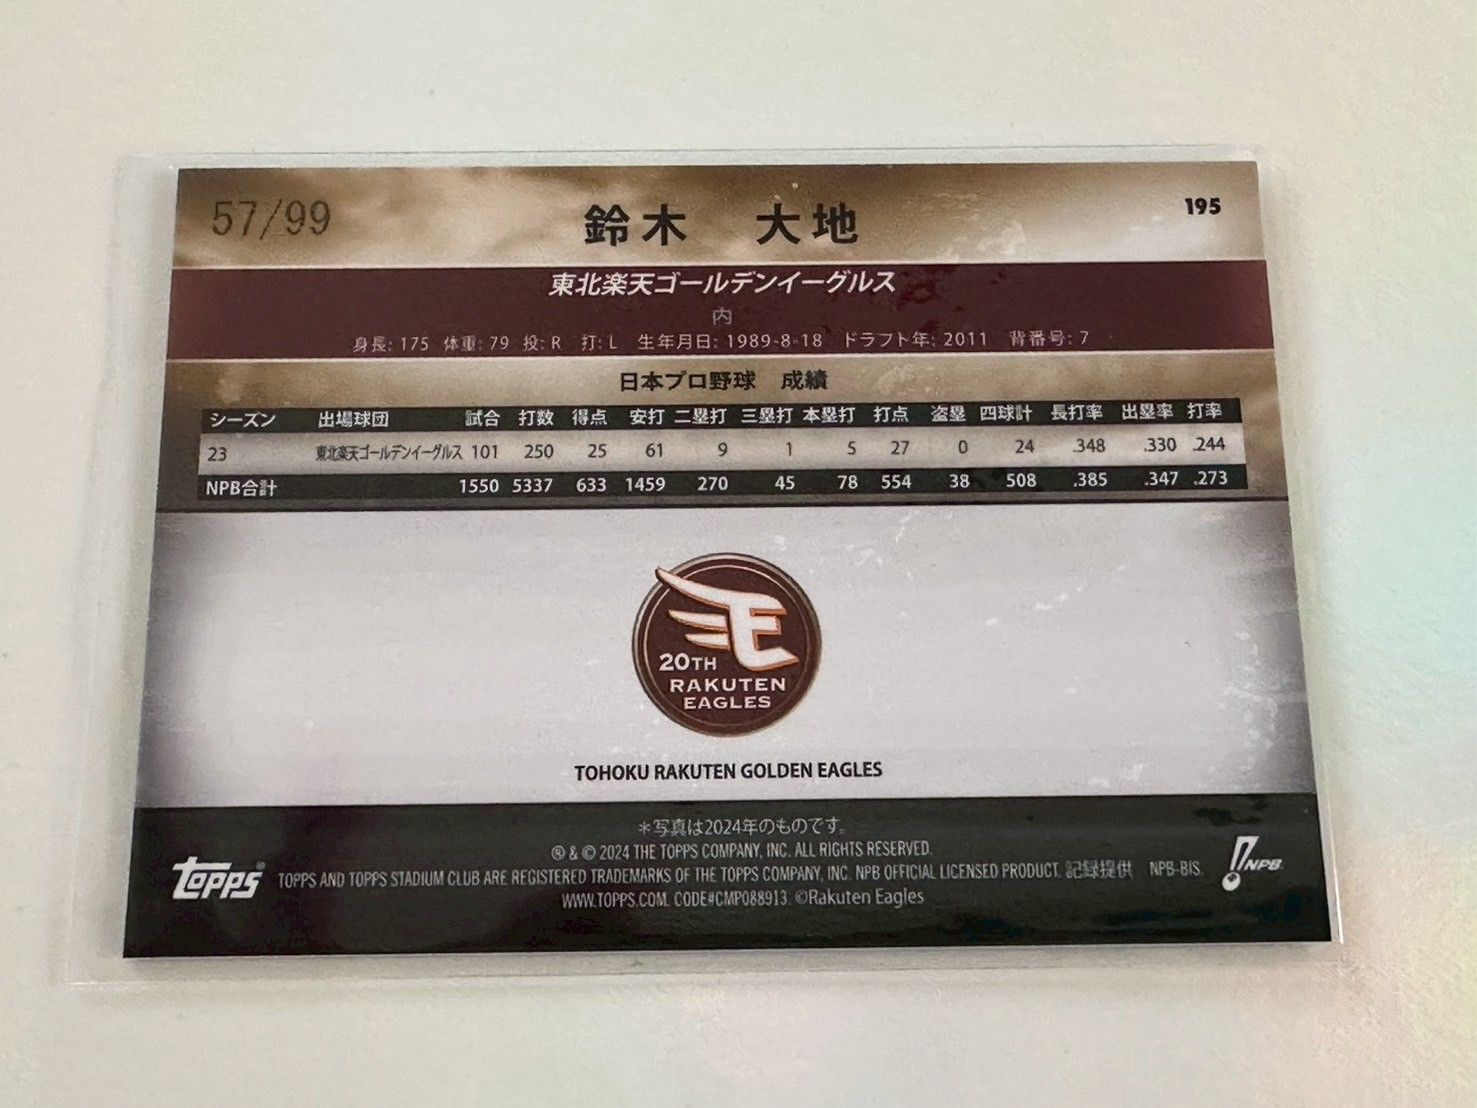 57/99 鈴木 大地 195
東北楽天ゴールデンイーグルス
内
身長: 175 体重: 79 投: R 打: L 生年月日: 1989-8-18 ドラフト年: 2011 背番号: 7
日本プロ野球 成績
シーズン 出場球団 試合 打数 得点 安打 二塁打 三塁打 本塁打 打点 盗塁 四球計 長打率 出塁率 打率
23 東北楽天ゴールデンイーグルス 101 250 25 61 9 1 5 27 0 24 .348 .330 .244
NPB合計 1550 5337 633 1459 270 45 78 554 38 508 .385 .347 .273
20TH
RAKUTEN
EAGLES
TOHOKU RAKUTEN GOLDEN EAGLES
＊写真は2024年のものです。
® & © 2024 THE TOPPS COMPANY, INC. ALL RIGHTS RESERVED.
topps® TOPPS AND TOPPS STADIUM CLUB ARE REGISTERED TRADEMARKS OF THE TOPPS COMPANY, INC. NPB OFFICIAL LICENSED PRODUCT. 記録提供 NPB-BIS. NPB
WWW.TOPPS.COM. CODE#CMP088913. ©Rakuten Eagles